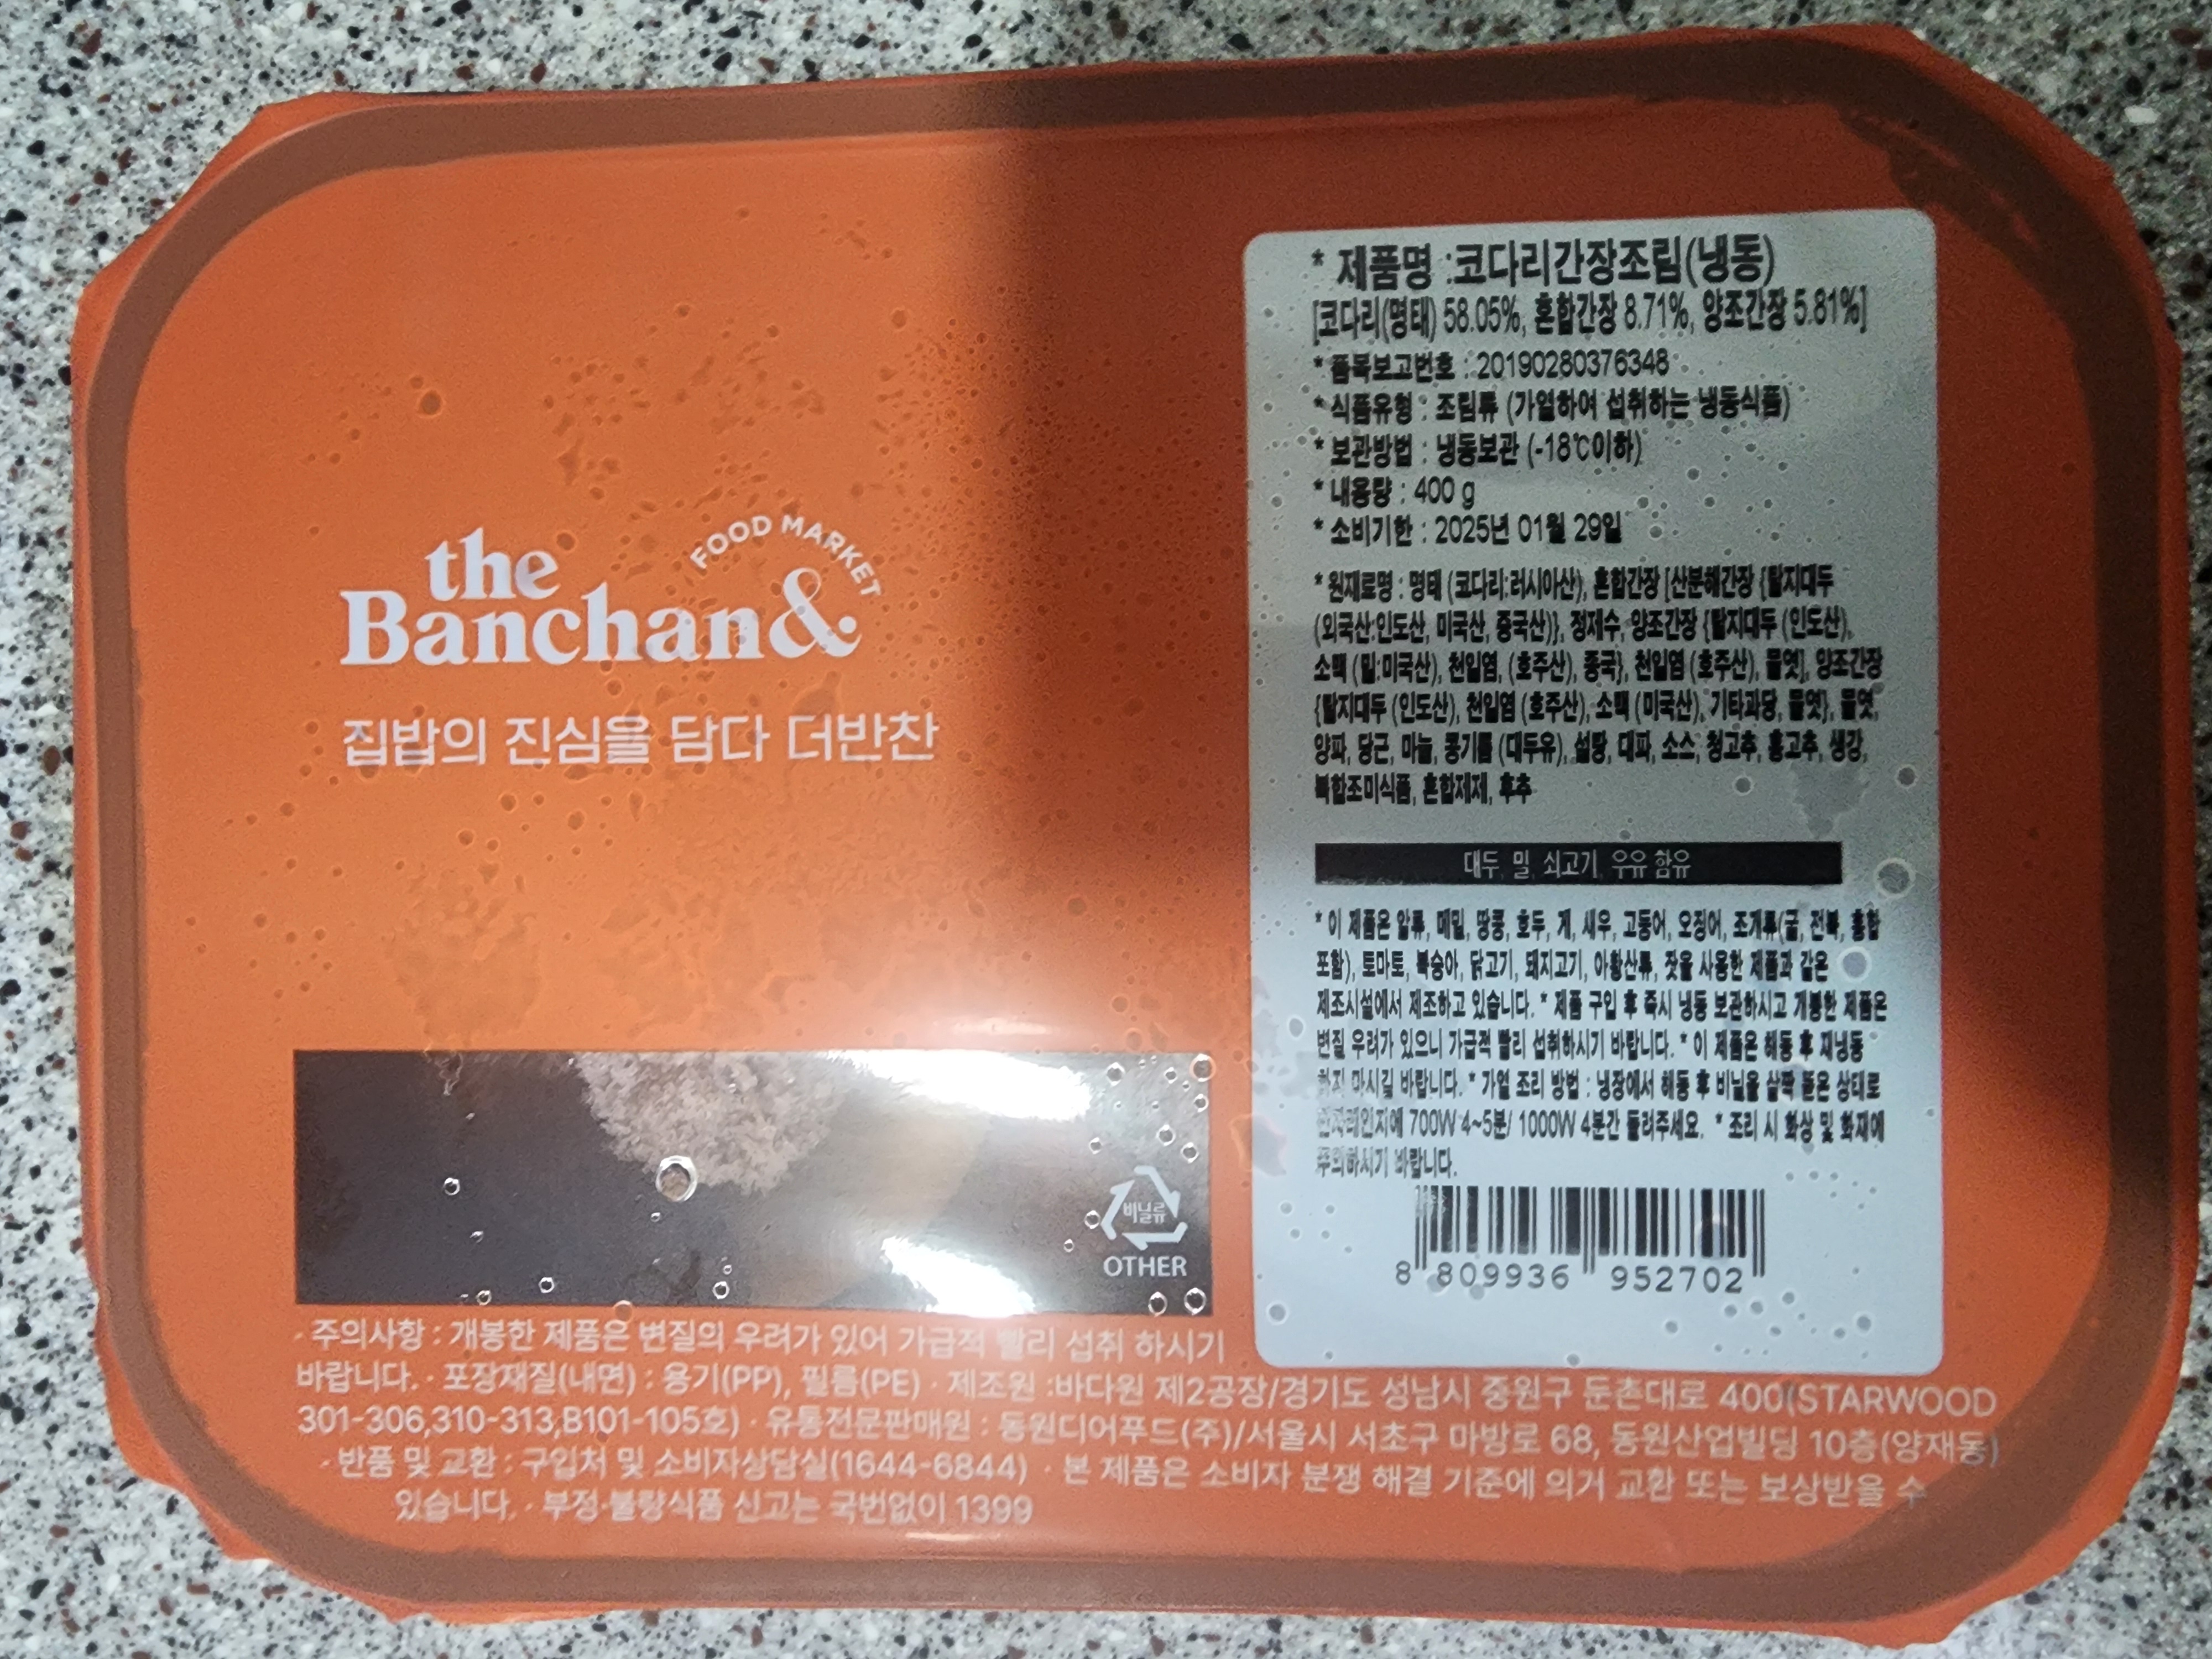 the
Banchan&
FOOD MARKET
집밥의 진심을 담다 더반찬
비닐류
OTHER
· 주의사항 : 개봉한 제품은 변질의 우려가 있어 가급적 빨리 섭취 하시기
바랍니다. · 포장재질(내면) : 용기(PP), 필름(PE) · 제조원 :바다원 제2공장/경기도 성남시 중원구 둔촌대로 400(STARWOOD
301-306,310-313,B101-105호) · 유통전문판매원 : 동원디어푸드(주)/서울시 서초구 마방로 68, 동원산업빌딩 10층(양재동)
· 반품 및 교환 : 구입처 및 소비자상담실(1644-6844) · 본 제품은 소비자 분쟁 해결 기준에 의거 교환 또는 보상받을 수
있습니다. · 부정·불량식품 신고는 국번없이 1399
* 제품명 :코다리간장조림(냉동)
[코다리(명태) 58.05%, 혼합간장 8.71%, 양조간장 5.81%]
* 품목보고번호 : 20190280376348
* 식품유형 : 조림류 (가열하여 섭취하는 냉동식품)
* 보관방법 : 냉동보관 (-18℃이하)
* 내용량 : 400 g
* 소비기한 : 2025년 01월 29일
* 원재료명 : 명태 (코다리:러시아산), 혼합간장 [산분해간장 {탈지대두
(외국산:인도산, 미국산, 중국산)}, 정제수, 양조간장 {탈지대두 (인도산),
소맥 (밀:미국산), 천일염, (호주산), 중국}, 천일염 (호주산), 물엿], 양조간장
{탈지대두 (인도산), 천일염 (호주산), 소맥 (미국산), 기타과당, 물엿}, 물엿,
양파, 당근, 마늘, 콩기름 (대두유), 설탕, 대파, 소스, 청고추, 홍고추, 생강,
복합조미식품, 혼합제제, 후추
대두, 밀, 쇠고기, 우유 함유
* 이 제품은 알류, 메밀, 땅콩, 호두, 게, 새우, 고등어, 오징어, 조개류(굴, 전복, 홍합
포함), 토마토, 복숭아, 닭고기, 돼지고기, 아황산류, 잣을 사용한 제품과 같은
제조시설에서 제조하고 있습니다. * 제품 구입 후 즉시 냉동 보관하시고 개봉한 제품은
변질 우려가 있으니 가급적 빨리 섭취하시기 바랍니다. * 이 제품은 해동 후 재냉동
하지 마시길 바랍니다. * 가열 조리 방법 : 냉장에서 해동 후 비닐을 살짝 뜯은 상태로
전자레인지에 700W 4~5분/ 1000W 4분간 돌려주세요. * 조리 시 화상 및 화재에
주의하시기 바랍니다.
8 809936 952702